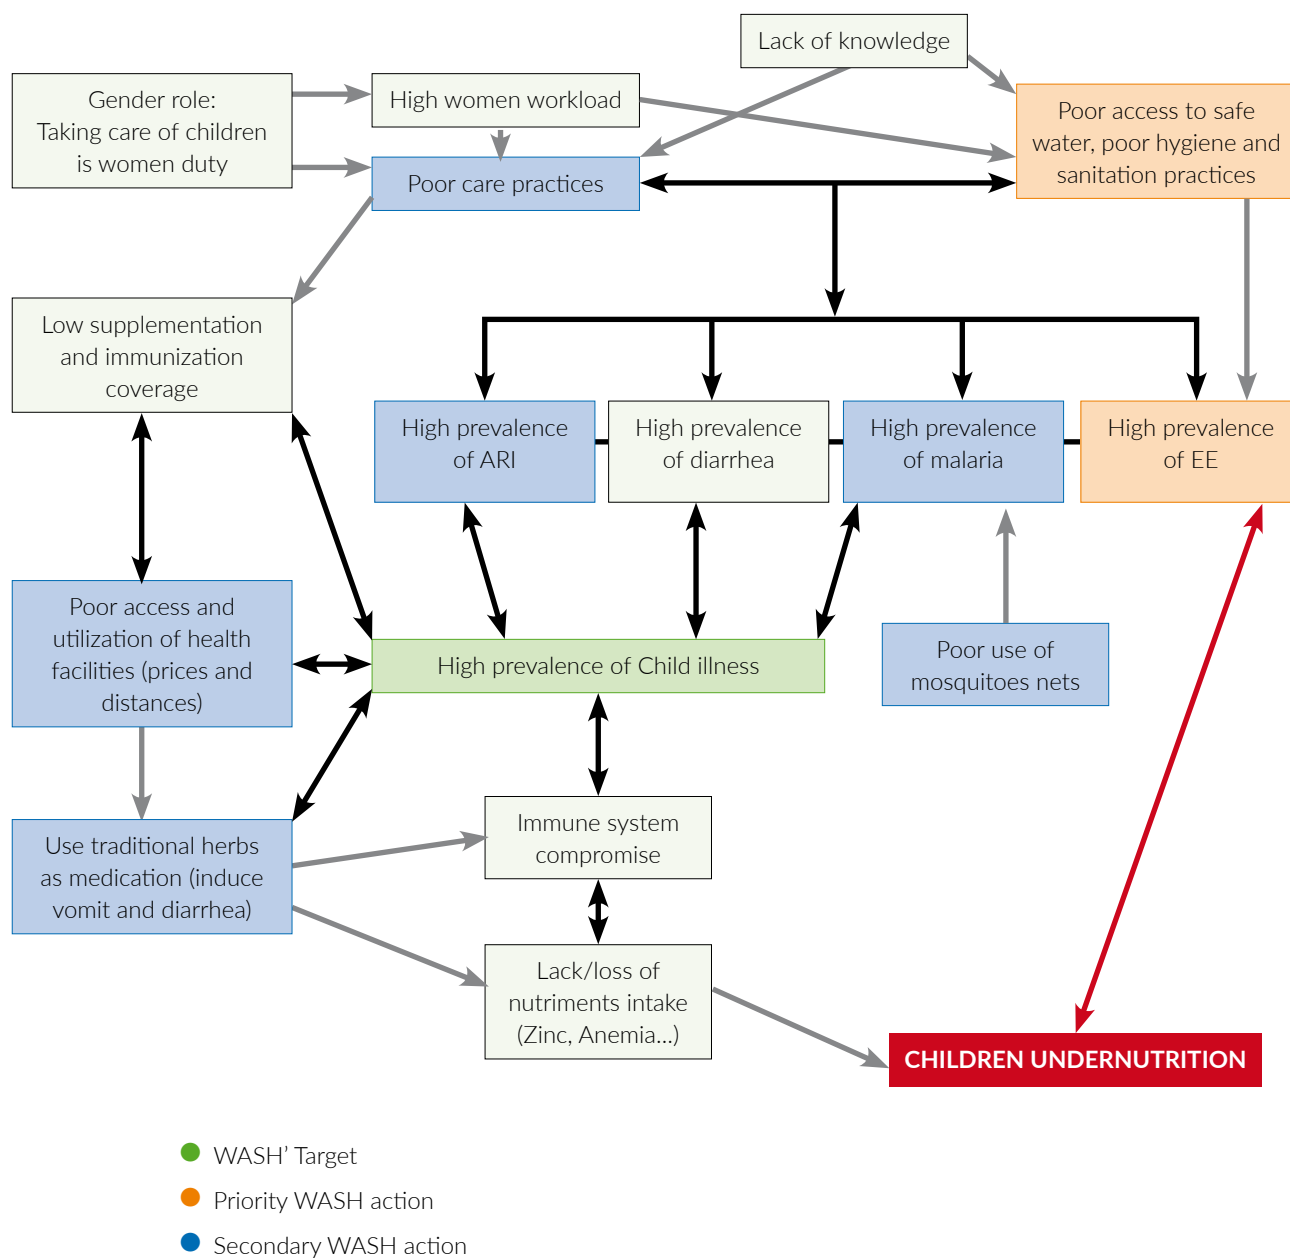 Lack of knowledge
Gender role:
Taking care of children
is women duty
High women workload
Poor access to safe
water, poor hygiene and
sanitation practices
Poor care practices
Low supplementation
and immunization
coverage
High prevalence
of ARI
High prevalence
of diarrhea
High prevalence
of malaria
High prevalence
of EE
Poor access and
utilization of health
facilities (prices and
distances)
High prevalence of Child illness
Poor use of
mosquitoes nets
Use traditional herbs
as medication (induce
vomit and diarrhea)
Immune system
compromise
Lack/loss of
nutriments intake
(Zinc, Anemia...)
CHILDREN UNDERNUTRITION
WASH’ Target
Priority WASH action
Secondary WASH action